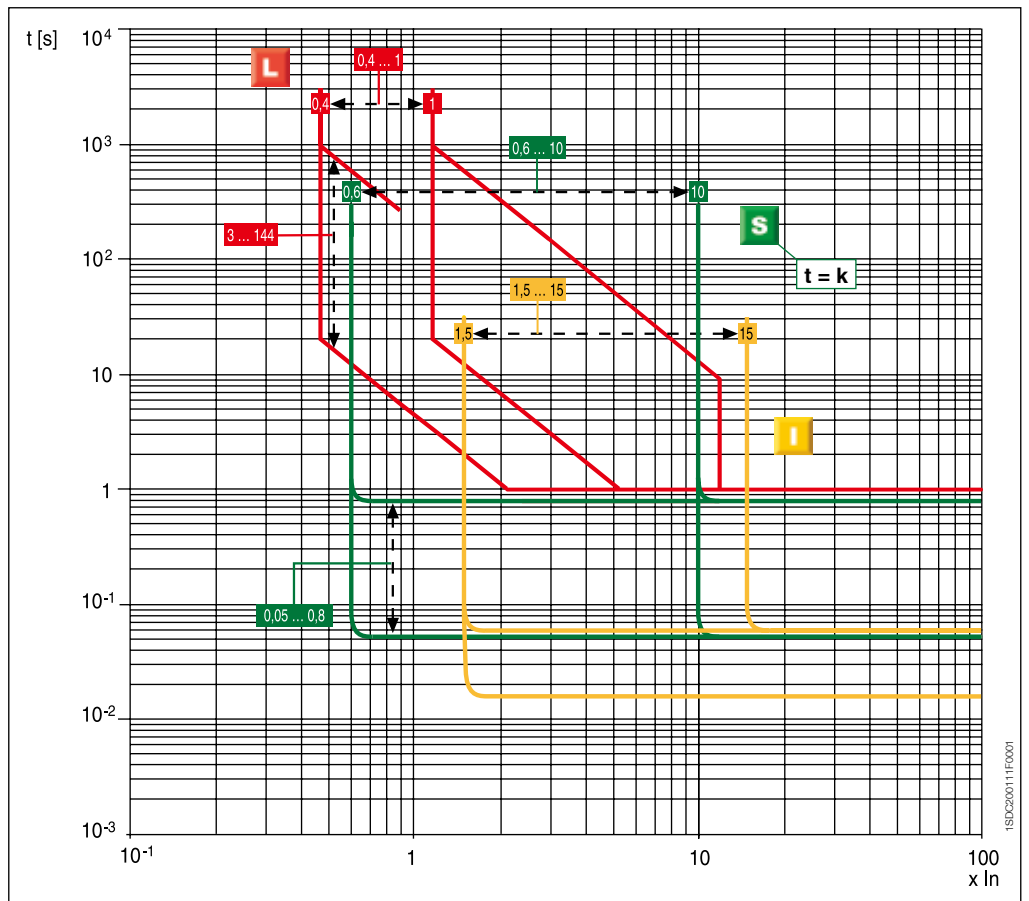 t [s]
10⁴
L
0,4 ... 1
0,4
1
10³
0,6 ... 10
0,6
10
S
3 ... 144
10²
t = k
1,5 ... 15
1,5
15
10
I
1
10⁻¹
0,05 ... 0,8
10⁻²
10⁻³
10⁻¹
1
10
100
x In
1SDC200111F0001